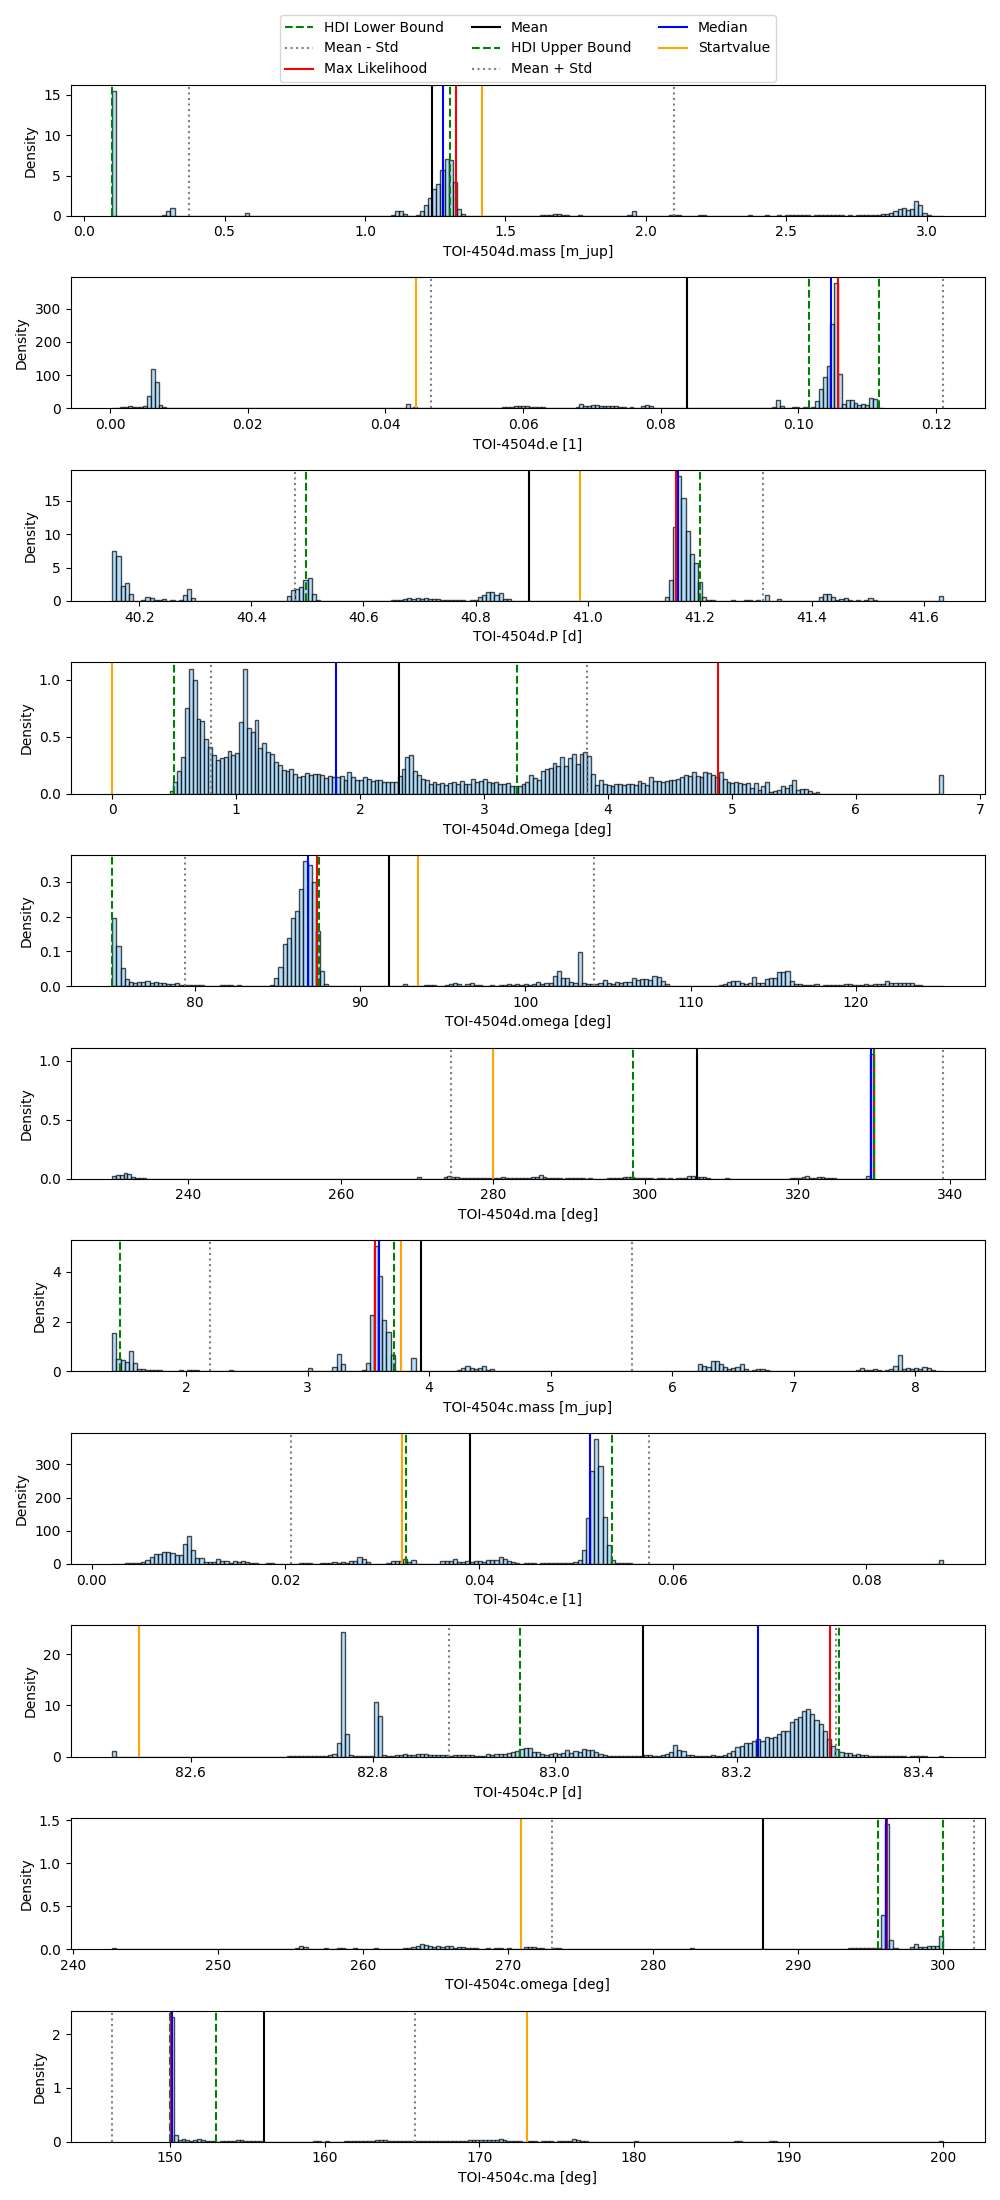 HDI Lower Bound Mean Median
Mean - Std HDI Upper Bound Startvalue
Max Likelihood Mean + Std
15
10
5
0
Density
0.0 0.5 1.0 1.5 2.0 2.5 3.0
TOI-4504d.mass [m_jup]
300
200
100
0
Density
0.00 0.02 0.04 0.06 0.08 0.10 0.12
TOI-4504d.e [1]
15
10
5
0
Density
40.2 40.4 40.6 40.8 41.0 41.2 41.4 41.6
TOI-4504d.P [d]
1.0
0.5
0.0
Density
0 1 2 3 4 5 6 7
TOI-4504d.Omega [deg]
0.3
0.2
0.1
0.0
Density
80 90 100 110 120
TOI-4504d.omega [deg]
1.0
0.5
0.0
Density
240 260 280 300 320 340
TOI-4504d.ma [deg]
4
2
0
Density
2 3 4 5 6 7 8
TOI-4504c.mass [m_jup]
300
200
100
0
Density
0.00 0.02 0.04 0.06 0.08
TOI-4504c.e [1]
20
10
0
Density
82.6 82.8 83.0 83.2 83.4
TOI-4504c.P [d]
1.5
1.0
0.5
0.0
Density
240 250 260 270 280 290 300
TOI-4504c.omega [deg]
2
1
0
Density
150 160 170 180 190 200
TOI-4504c.ma [deg]